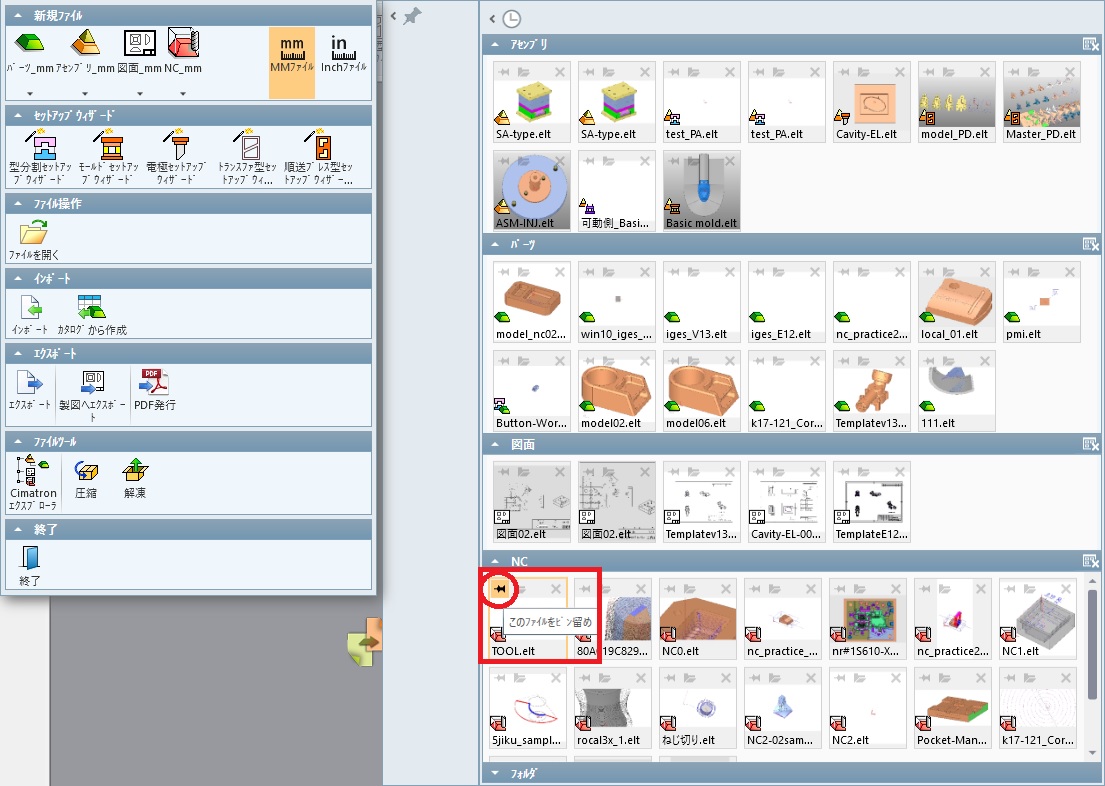 新規ファイル
パーツ_mm アセンブリ_mm 図面_mm NC_mm
mm
MMファイル
in
Inchファイル
セットアップウィザード
型分割セットアップウィザード
モールドセットアップウィザード
電極セットアップウィザード
トランスファ型セットアップウィ...
順送プレス型セットアップウィザー...
ファイル操作
ファイルを開く
インポート
インポート カタログから作成
エクスポート
PDF
エクスポート 製図へエクスポート PDF発行
ファイルツール
Cimatron
エクスプローラ
圧縮 解凍
終了
終了
アセンブリ
SA-type.elt SA-type.elt test_PA.elt test_PA.elt Cavity-EL.elt model_PD.elt Master_PD.elt
ASM-INJ.elt 可動側_Basi... Basic mold.elt
パーツ
model_nc02... win10_iges_... iges_V13.elt iges_E12.elt nc_practice2... local_01.elt pmi.elt
Button-Wor... model02.elt model06.elt k17-121_Cor... Templatev13... 111.elt
図面
図面02.elt 図面02.elt Templatev13... Cavity-EL-00... TemplateE12...
NC
このファイルをピン留め
TOOL.elt NC0.elt nc_practice_... nr#1S610-X... nc_practice2... NC1.elt
5jiku_sampl... rocal3x_1.elt ねじ切り.elt NC2-02sam... NC2.elt Pocket-Man... k17-121_Cor...
フォルダ